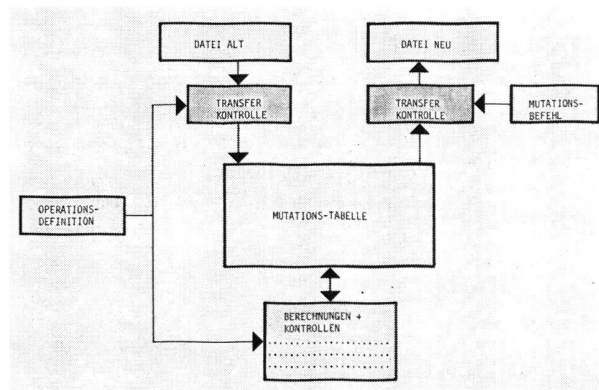 DATEI ALT
DATEI NEU
TRANSFER
KONTROLLE
TRANSFER
KONTROLLE
MUTATIONS-
BEFEHL
OPERATIONS-
DEFINITION
MUTATIONS-TABELLE
BERECHNUNGEN +
KONTROLLEN